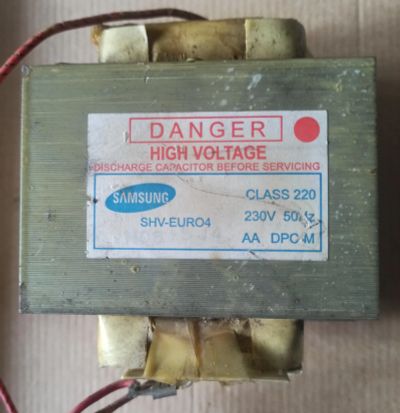 DANGER
HIGH VOLTAGE
DISCHARGE CAPACITOR BEFORE SERVICING
SAMSUNG
SHV-EURO4
CLASS 220
230V 50Hz
AA DPC-M